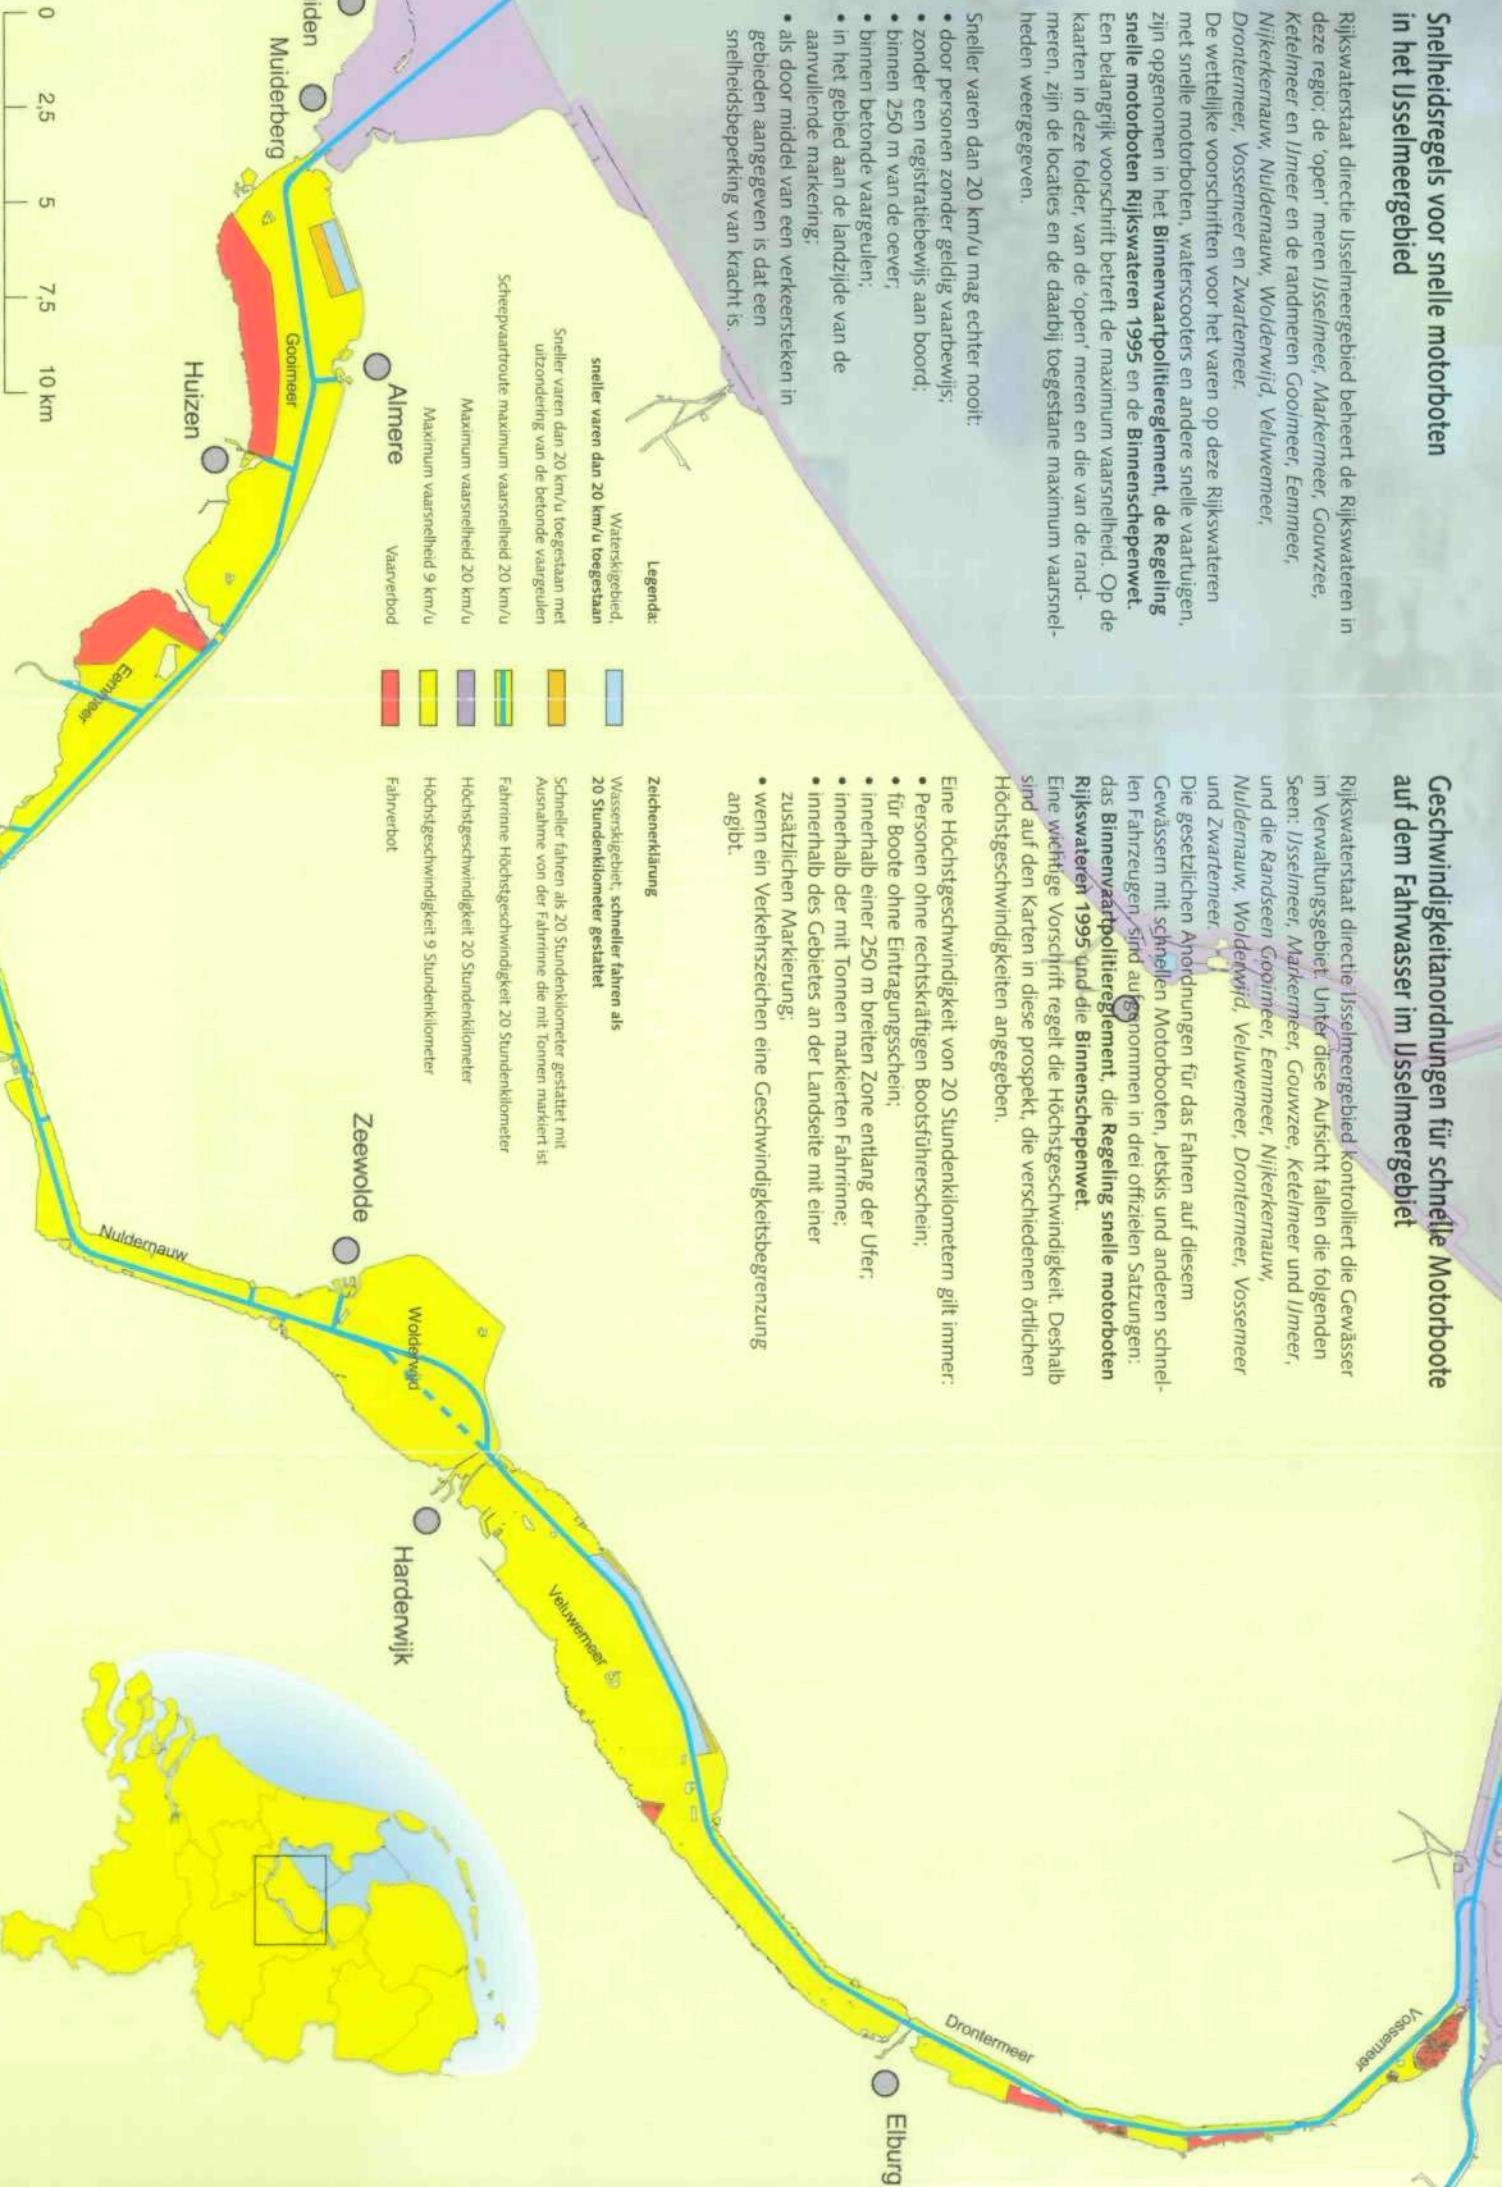 Snelheidsregels voor snelle motorboten
in het IJsselmeergebied
Rijkswaterstaat directie IJsselmeergebied beheert de Rijkswateren in
deze regio; de 'open' meren IJsselmeer, Markermeer, Gouwzee,
Ketelmeer en IJmeer en de randmeren Gooimeer, Eemmeer,
Nijkerkernauw, Nuldernauw, Wolderwijd, Veluwemeer,
Drontermeer, Vossemeer en Zwartemeer.
De wettelijke voorschriften voor het varen op deze Rijkswateren
met snelle motorboten, waterscooters en andere snelle vaartuigen,
zijn opgenomen in het Binnenvaartpolitiereglement, de Regeling
snelle motorboten Rijkswateren 1995 en de Binnenschepenwet.
Een belangrijk voorschrift betreft de maximum vaarsnelheid. Op de
kaarten in deze folder, van de 'open' meren en die van de rand-
meren, zijn de locaties en de daarbij toegestane maximum vaarsnel-
heden weergegeven.
Sneller varen dan 20 km/u mag echter nooit:
• door personen zonder geldig vaarbewijs;
• zonder een registratiebewijs aan boord;
• binnen 250 m van de oever;
• binnen betonde vaargeulen;
• in het gebied aan de landzijde van de
aanvullende markering;
• als door middel van een verkeersteken in
gebieden aangegeven is dat een
snelheidsbeperking van kracht is.
Geschwindigkeitanordnungen für schnelle Motorboote
auf dem Fahrwasser im IJsselmeergebiet
Rijkswaterstaat directie IJsselmeergebied kontrolliert die Gewässer
im Verwaltungsgebiet. Unter diese Aufsicht fallen die folgenden
Seen: IJsselmeer, Markermeer, Gouwzee, Ketelmeer und IJmeer,
und die Randseen Gooimeer, Eemmeer, Nijkerkernauw,
Nuldernauw, Wolderwijd, Veluwemeer, Drontermeer, Vossemeer
und Zwartemeer.
Die gesetzlichen Anordnungen für das Fahren auf diesem
Gewässern mit schnellen Motorbooten, Jetskis und anderen schnel-
len Fahrzeugen sind aufgenommen in drei offizielen Satzungen:
das Binnenvaartpolitiereglement, die Regeling snelle motorboten
Rijkswateren 1995 und die Binnenschepenwet.
Eine wichtige Vorschrift regelt die Höchstgeschwindigkeit. Deshalb
sind auf den Karten in diese prospekt, die verschiedenen örtlichen
Höchstgeschwindigkeiten angegeben.
Eine Höchstgeschwindigkeit von 20 Stundenkilometern gilt immer:
• Personen ohne rechtskräftigen Bootsführerschein;
• für Boote ohne Eintragungsschein;
• innerhalb einer 250 m breiten Zone entlang der Ufer;
• innerhalb der mit Tonnen markierten Fahrrinne;
• innerhalb des Gebietes an der Landseite mit einer
zusätzlichen Markierung;
• wenn ein Verkehrszeichen eine Geschwindigkeitsbegrenzung
angibt.
Legenda:
Waterskigebied,
sneller varen dan 20 km/u toegestaan
Sneller varen dan 20 km/u toegestaan met
uitzondering van de betonde vaargeulen
Scheepvaartroute maximum vaarsnelheid 20 km/u
Maximum vaarsnelheid 20 km/u
Maximum vaarsnelheid 9 km/u
Vaarverbod
Zeichenerklärung
Wasserskigebiet; schneller fahren als
20 Stundenkilometer gestattet
Schneller fahren als 20 Stundenkilometer gestattet mit
Ausnahme von der Fahrrinne die mit Tonnen markiert ist
Fahrrinne Höchstgeschwindigkeit 20 Stundenkilometer
Höchstgeschwindigkeit 20 Stundenkilometer
Höchstgeschwindigkeit 9 Stundenkilometer
Fahrverbot
iden
Muiderberg
Almere
Gooimeer
Huizen
Eemmeer
Zeewolde
Nuldernauw
Wolderwijd
Harderwijk
Veluwemeer
Drontermeer
Elburg
Vossemeer
0
2,5
5
7,5
10 km